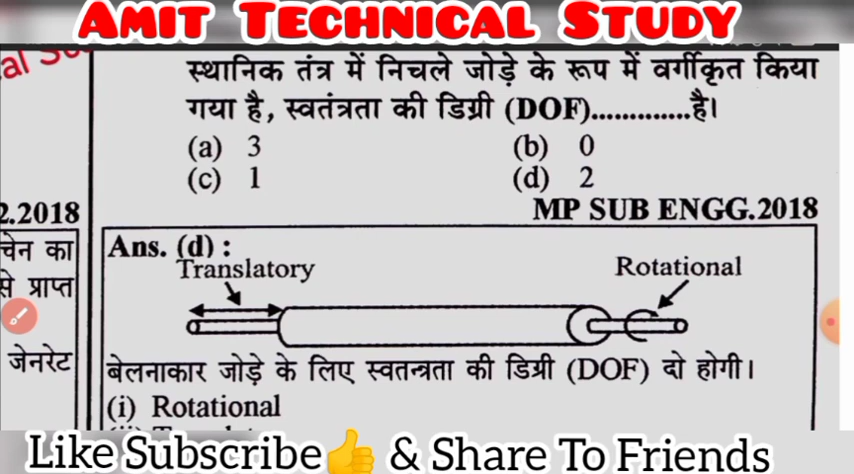 AMIT TECHNICAL STUDY
स्थानिक तंत्र में निचले जोड़े के रूप में वर्गीकृत किया
गया है, स्वतंत्रता की डिग्री (DOF).............है।
(a) 3 (b) 0
(c) 1 (d) 2
MP SUB ENGG.2018
2.2018
चेन का
से प्राप्त
जेनरेट
Ans. (d) :
Translatory
Rotational
बेलनाकार जोड़े के लिए स्वतन्त्रता की डिग्री (DOF) दो होगी।
(i) Rotational
Like Subscribe👍 & Share To Friends